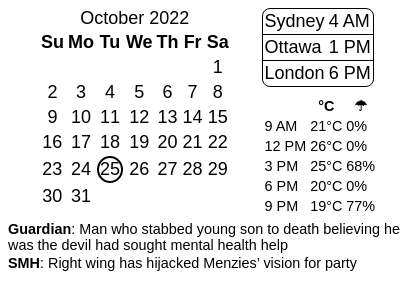 October 2022
Su Mo Tu We Th Fr Sa
1
2 3 4 5 6 7 8
9 10 11 12 13 14 15
16 17 18 19 20 21 22
23 24 25 26 27 28 29
30 31
Sydney 4 AM
Ottawa 1 PM
London 6 PM
°C ☂
9 AM 21°C 0%
12 PM 26°C 0%
3 PM 25°C 68%
6 PM 20°C 0%
9 PM 19°C 77%
Guardian: Man who stabbed young son to death believing he
was the devil had sought mental health help
SMH: Right wing has hijacked Menzies’ vision for party